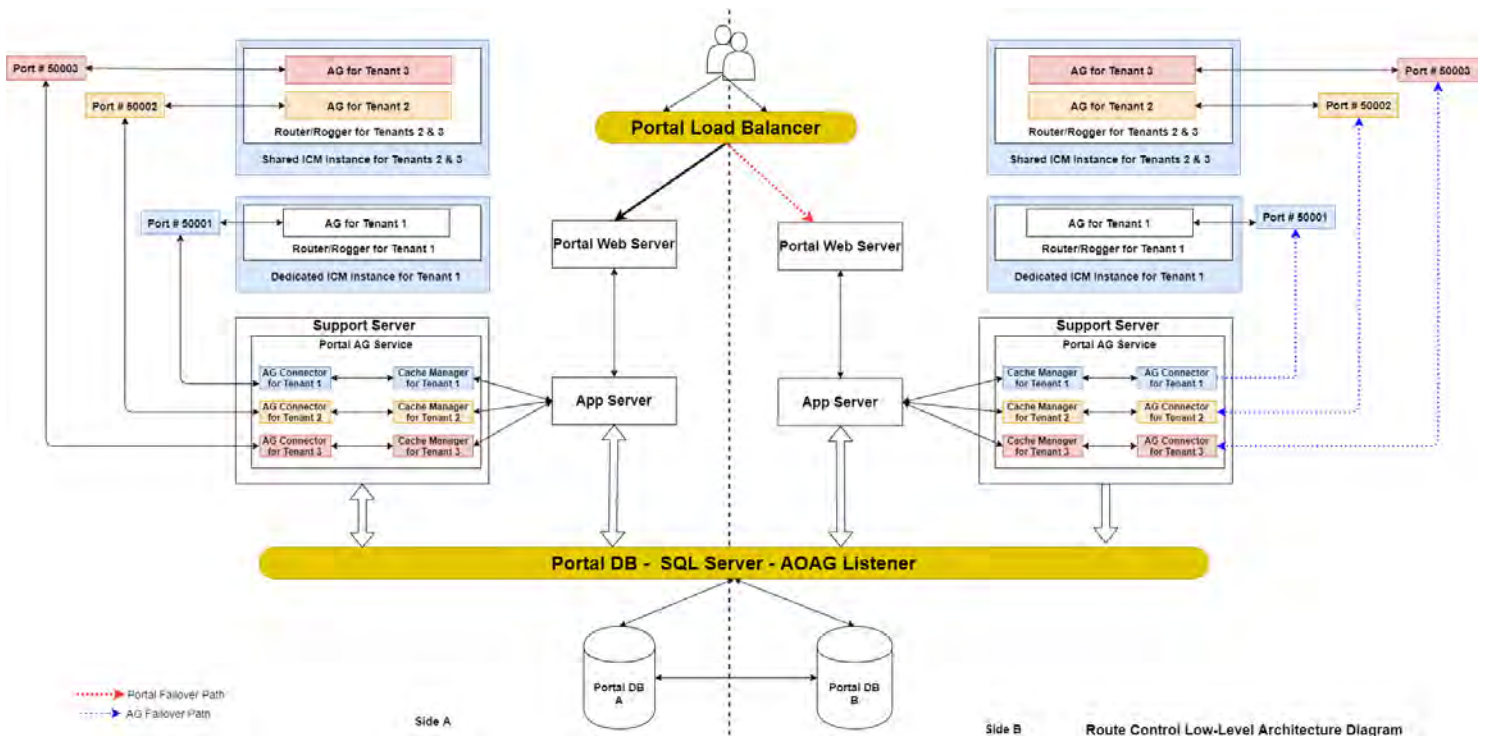 Port # 50003
AG for Tenant 3
Port # 50002
AG for Tenant 2
Router/Rogger for Tenants 2 & 3
Shared ICM Instance for Tenants 2 & 3
Port # 50001
AG for Tenant 1
Router/Rogger for Tenant 1
Dedicated ICM Instance for Tenant 1
Support Server
Portal AG Service
AG Connector
for Tenant 1
Cache Manager
for Tenant 1
AG Connector
for Tenant 2
Cache Manager
for Tenant 2
AG Connector
for Tenant 3
Cache Manager
for Tenant 3
Portal Load Balancer
Portal Web Server
Portal Web Server
App Server
App Server
AG for Tenant 3
Port # 50003
AG for Tenant 2
Port # 50002
Router/Rogger for Tenants 2 & 3
Shared ICM Instance for Tenants 2 & 3
AG for Tenant 1
Port # 50001
Router/Rogger for Tenant 1
Dedicated ICM Instance for Tenant 1
Support Server
Portal AG Service
Cache Manager
for Tenant 1
AG Connector
for Tenant 1
Cache Manager
for Tenant 2
AG Connector
for Tenant 2
Cache Manager
for Tenant 3
AG Connector
for Tenant 3
Portal DB - SQL Server - AOAG Listener
Portal DB
A
Portal DB
B
Portal Failover Path
AG Failover Path
Side A
Side B
Route Control Low-Level Architecture Diagram